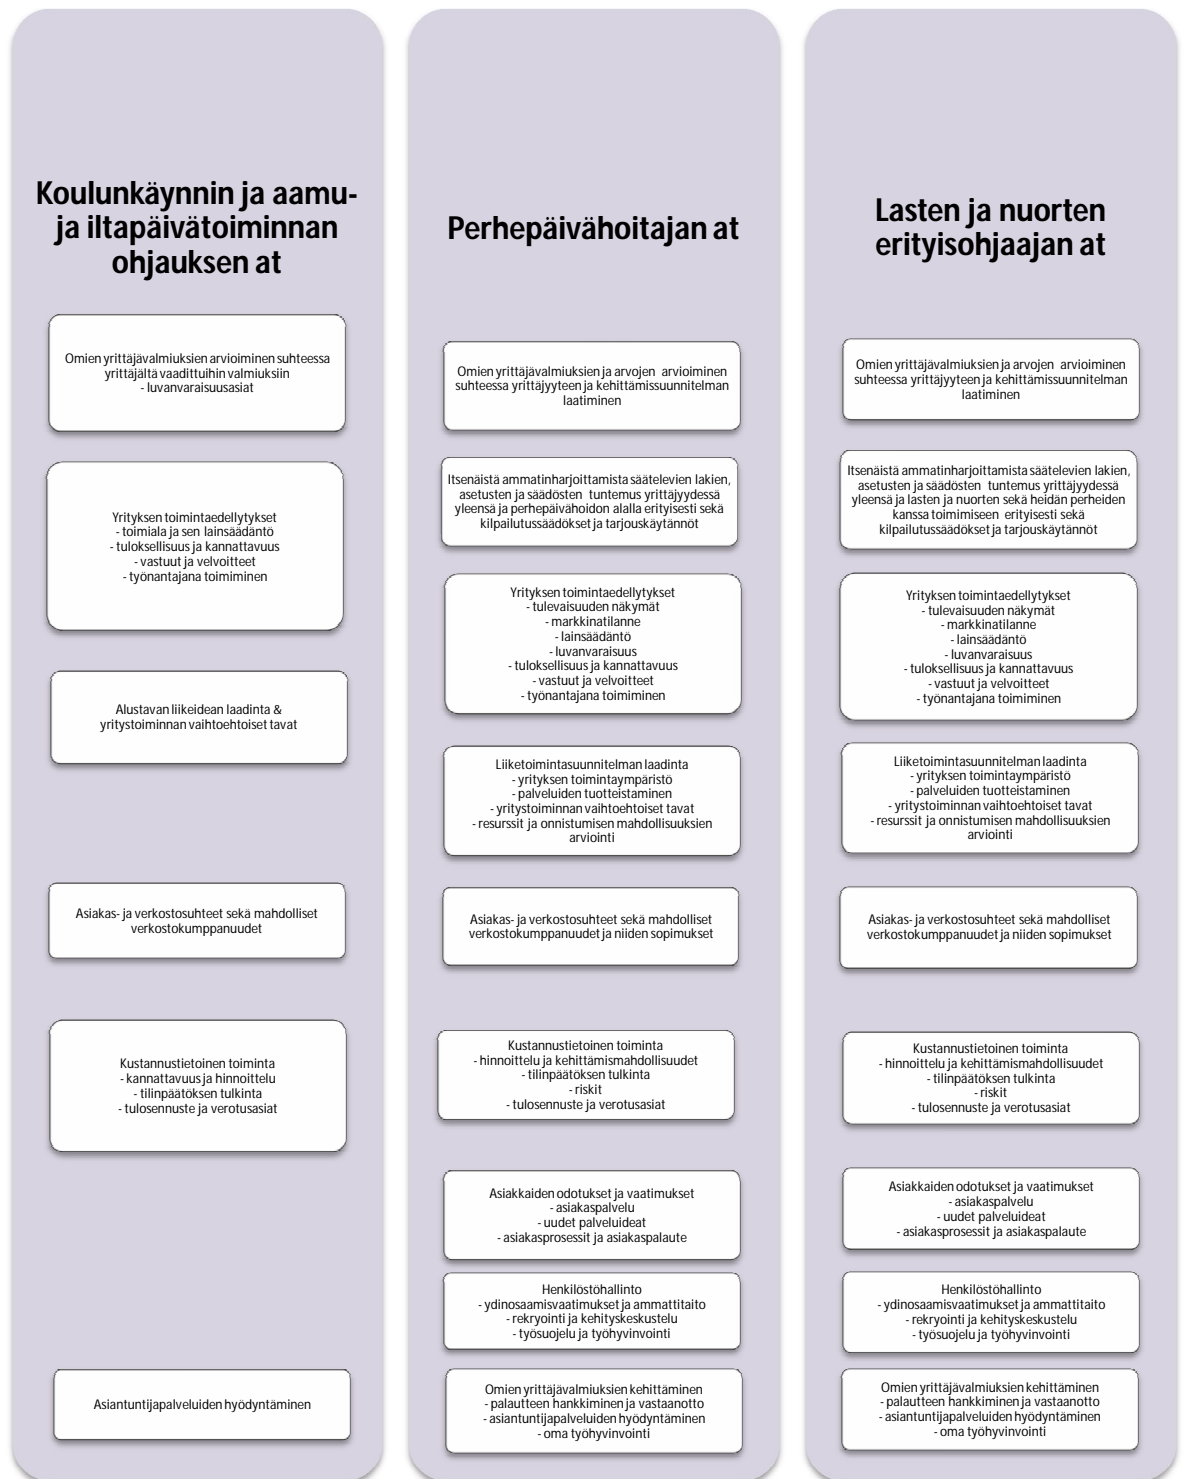 Koulunkäynnin ja aamu-
ja iltapäivätoiminnan
ohjauksen at
Omien yrittäjävalmiuksien arvioiminen suhteessa
yrittäjältä vaadittuihin valmiuksiin
- luvanvaraisuusasiat
Yrityksen toimintaedellytykset
- toimiala ja sen lainsäädäntö
- tuloksellisuus ja kannattavuus
- vastuut ja velvoitteet
- työnantajana toimiminen
Alustavan liikeidean laadinta &
yritystoiminnan vaihtoehtoiset tavat
Asiakas- ja verkostosuhteet sekä mahdolliset
verkostokumppanuudet
Kustannustietoinen toiminta
- kannattavuus ja hinnoittelu
- tilinpäätöksen tulkinta
- tulosennuste ja verotusasiat
Asiantuntijapalveluiden hyödyntäminen
Perhepäivähoitajan at
Omien yrittäjävalmiuksien ja arvojen arvioiminen
suhteessa yrittäjyyteen ja kehittämissuunnitelman
laatiminen
Itsenäistä ammatinharjoittamista säätelevien lakien,
asetusten ja säädösten tuntemus yrittäjyydessä
yleensä ja perhepäivähoidon alalla erityisesti sekä
kilpailutussäädökset ja tarjouskäytännöt
Yrityksen toimintaedellytykset
- tulevaisuuden näkymät
- markkinatilanne
- lainsäädäntö
- luvanvaraisuus
- tuloksellisuus ja kannattavuus
- vastuut ja velvoitteet
- työnantajana toimiminen
Liiketoimintasuunnitelman laadinta
- yrityksen toimintaympäristö
- palveluiden tuotteistaminen
- yritystoiminnan vaihtoehtoiset tavat
- resurssit ja onnistumisen mahdollisuuksien
arviointi
Asiakas- ja verkostosuhteet sekä mahdolliset
verkostokumppanuudet ja niiden sopimukset
Kustannustietoinen toiminta
- hinnoittelu ja kehittämismahdollisuudet
- tilinpäätöksen tulkinta
- riskit
- tulosennuste ja verotusasiat
Asiakkaiden odotukset ja vaatimukset
- asiakaspalvelu
- uudet palveluideat
- asiakasprosessit ja asiakaspalaute
Henkilöstöhallinto
- ydinosaamisvaatimukset ja ammattitaito
- rekryointi ja kehityskeskustelu
- työsuojelu ja työhyvinvointi
Omien yrittäjävalmiuksien kehittäminen
- palautteen hankkiminen ja vastaanotto
- asiantuntijapalveluiden hyödyntäminen
- oma työhyvinvointi
Lasten ja nuorten
erityisohjaajan at
Omien yrittäjävalmiuksien ja arvojen arvioiminen
suhteessa yrittäjyyteen ja kehittämissuunnitelman
laatiminen
Itsenäistä ammatinharjoittamista säätelevien lakien,
asetusten ja säädösten tuntemus yrittäjyydessä
yleensä ja lasten ja nuorten sekä heidän perheiden
kanssa toimimiseen erityisesti sekä
kilpailutussäädökset ja tarjouskäytännöt
Yrityksen toimintaedellytykset
- tulevaisuuden näkymät
- markkinatilanne
- lainsäädäntö
- luvanvaraisuus
- tuloksellisuus ja kannattavuus
- vastuut ja velvoitteet
- työnantajana toimiminen
Liiketoimintasuunnitelman laadinta
- yrityksen toimintaympäristö
- palveluiden tuotteistaminen
- yritystoiminnan vaihtoehtoiset tavat
- resurssit ja onnistumisen mahdollisuuksien
arviointi
Asiakas- ja verkostosuhteet sekä mahdolliset
verkostokumppanuudet ja niiden sopimukset
Kustannustietoinen toiminta
- hinnoittelu ja kehittämismahdollisuudet
- tilinpäätöksen tulkinta
- riskit
- tulosennuste ja verotusasiat
Asiakkaiden odotukset ja vaatimukset
- asiakaspalvelu
- uudet palveluideat
- asiakasprosessit ja asiakaspalaute
Henkilöstöhallinto
- ydinosaamisvaatimukset ja ammattitaito
- rekryointi ja kehityskeskustelu
- työsuojelu ja työhyvinvointi
Omien yrittäjävalmiuksien kehittäminen
- palautteen hankkiminen ja vastaanotto
- asiantuntijapalveluiden hyödyntäminen
- oma työhyvinvointi